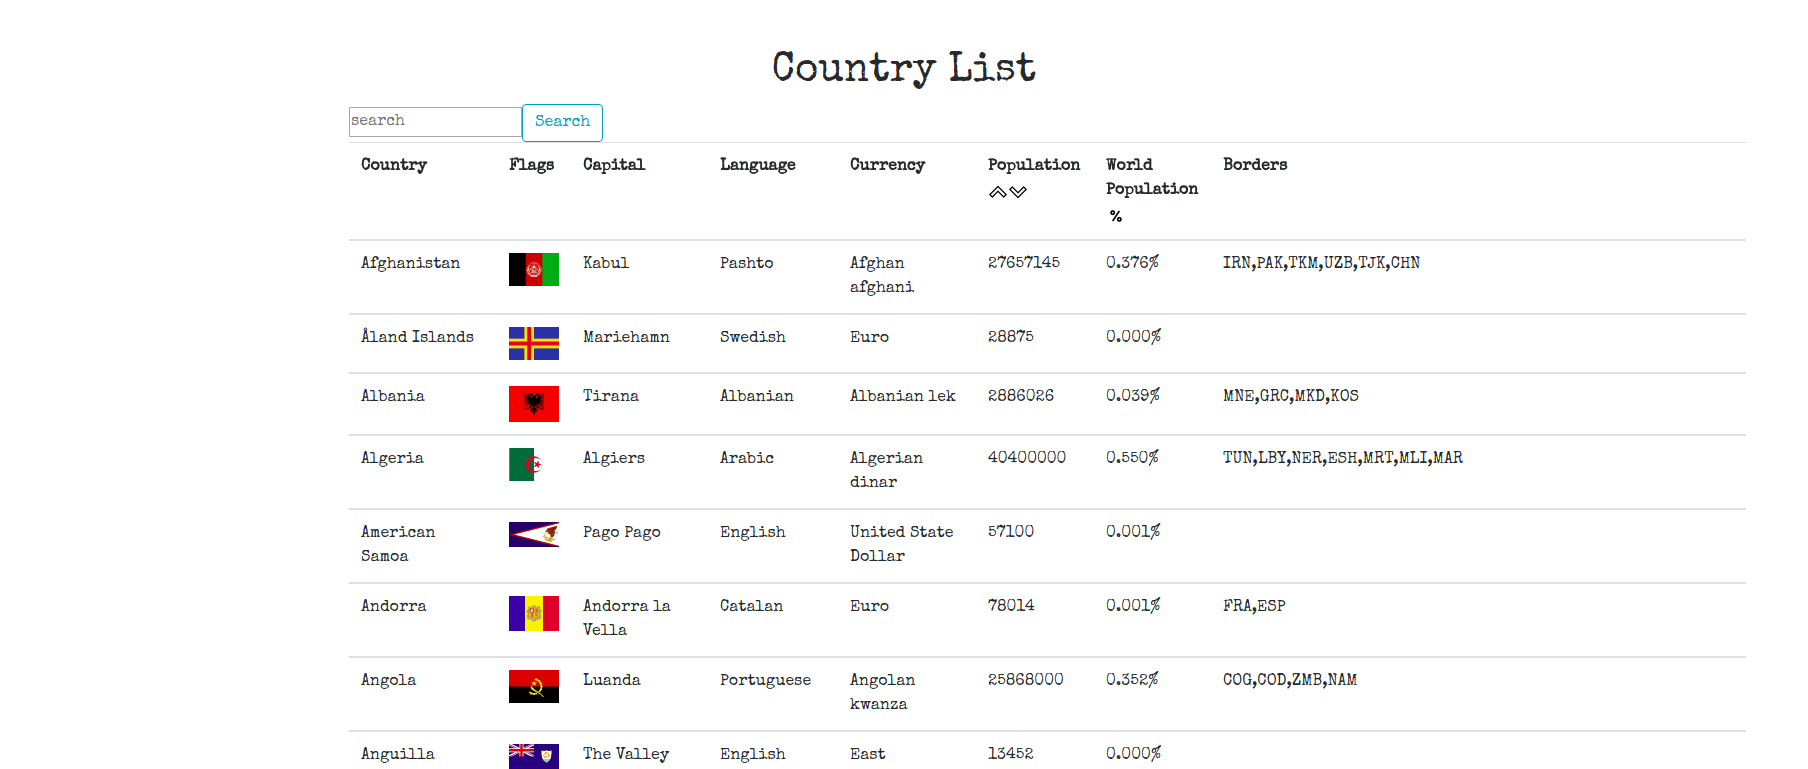 Country List
search Search
Country Flags Capital Language Currency Population World Population % Borders
Afghanistan Kabul Pashto Afghan afghani 27657145 0.376% IRN,PAK,TKM,UZB,TJK,CHN
Åland Islands Mariehamn Swedish Euro 28875 0.000%
Albania Tirana Albanian Albanian lek 2886026 0.039% MNE,GRC,MKD,KOS
Algeria Algiers Arabic Algerian dinar 40400000 0.550% TUN,LBY,NER,ESH,MRT,MLI,MAR
American Samoa Pago Pago English United State Dollar 57100 0.001%
Andorra Andorra la Vella Catalan Euro 78014 0.001% FRA,ESP
Angola Luanda Portuguese Angolan kwanza 25868000 0.352% COG,COD,ZMB,NAM
Anguilla The Valley English East 13452 0.000%